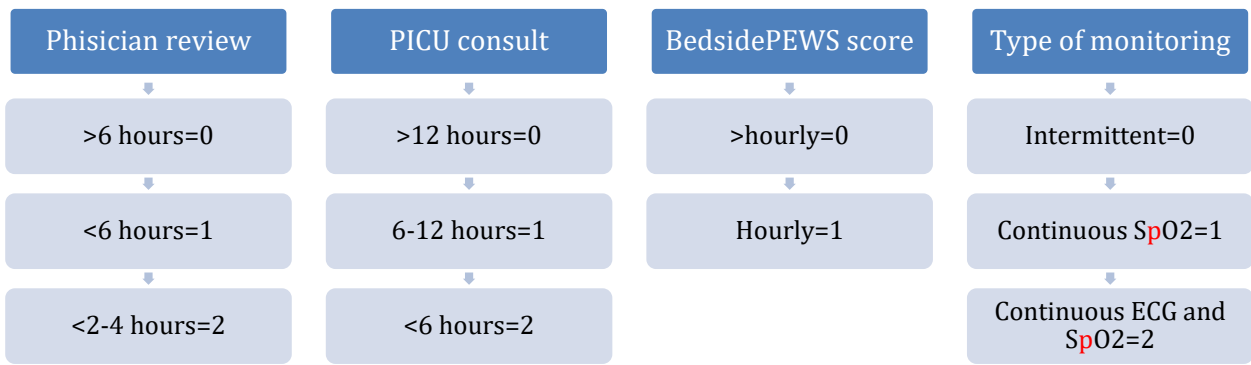 Phisician review
>6 hours=0
<6 hours=1
<2-4 hours=2
PICU consult
>12 hours=0
6-12 hours=1
<6 hours=2
BedsidePEWS score
>hourly=0
Hourly=1
Type of monitoring
Intermittent=0
Continuous SpO2=1
Continuous ECG and
SpO2=2